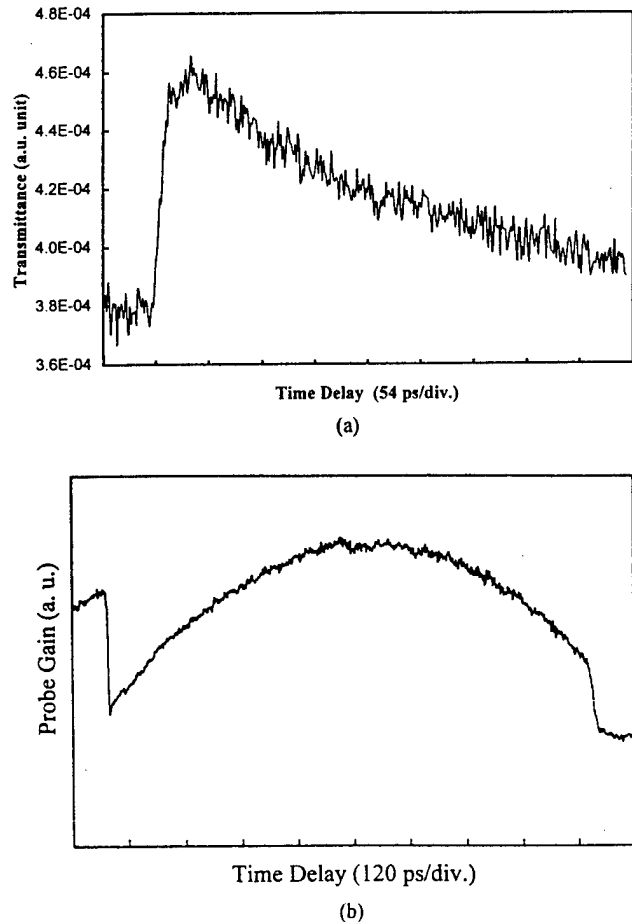 4.8E-04
4.6E-04
4.4E-04
4.2E-04
4.0E-04
3.8E-04
3.6E-04
Transmittance (a.u. unit)
Time Delay (54 ps/div.)
(a)
Probe Gain (a. u.)
Time Delay (120 ps/div.)
(b)